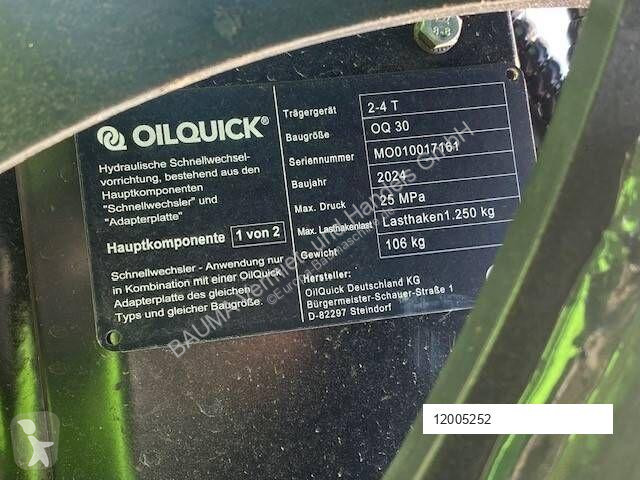 OILQUICK®
Hydraulische Schnellwechsel-
vorrichtung, bestehend aus den
Hauptkomponenten
"Schnellwechsler" und
"Adapterplatte"
Hauptkomponente 1 von 2
Schnellwechsler - Anwendung nur
in Kombination mit einer OilQuick
Adapterplatte des gleichen
Typs und gleicher Baugröße.
Trägergerät 2-4 T
Baugröße OQ 30
Seriennummer MO010017161
Baujahr 2024
Max. Druck 25 MPa
Max. Lasthakenlast Lasthaken1.250 kg
Gewicht 106 kg
Hersteller:
OilQuick Deutschland KG
Bürgermeister-Schauer-Straße 1
D-82297 Steindorf
8.8
12005252